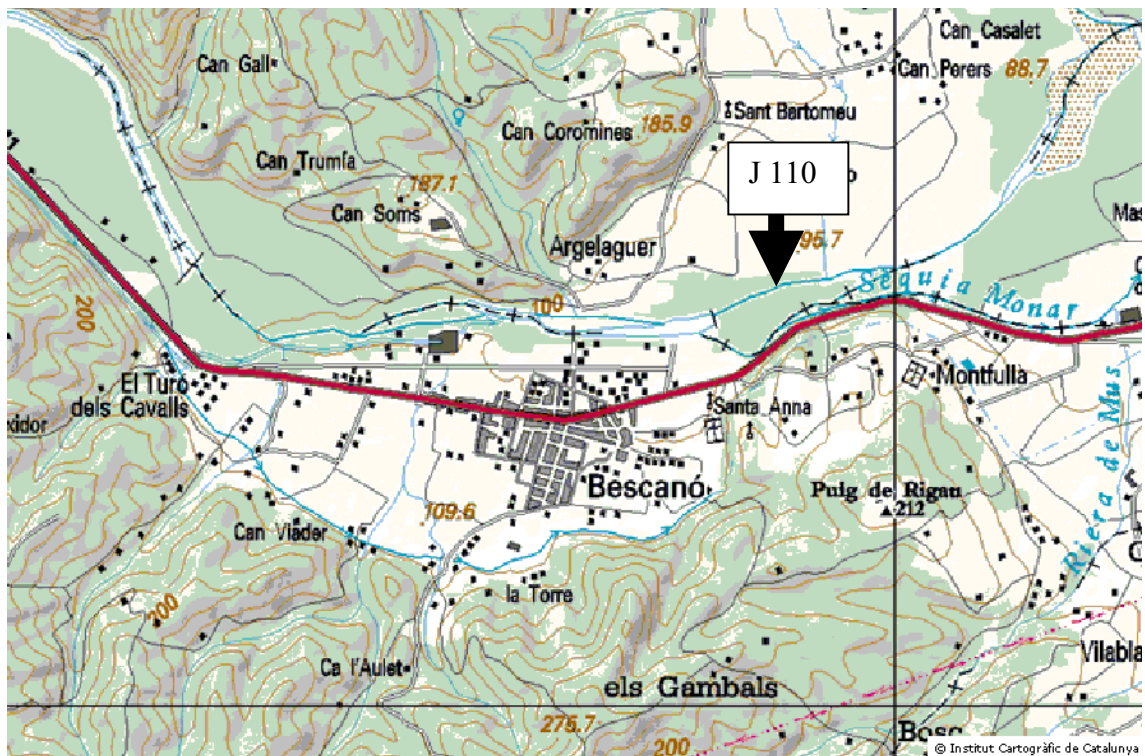 Can Casalet
Can Gall
Can Perers
88.7
Sant Bartomeu
Can Coromines
185.9
Can Trumfa
J 110
187.1
Can Soms
Mas
Argelaguer
95.7
Sèquia Monar
200
100
El Turó
dels Cavalls
Montfullà
xidor
Santa Anna
Riera de Mus
Bescanó
Puig de Rigau
212
109.6
Can Viader
G
200
la Torre
Vilabla
Ca l'Aulet
els Gambals
275.7
200
Bosc
© Institut Cartogràfic de Catalunya